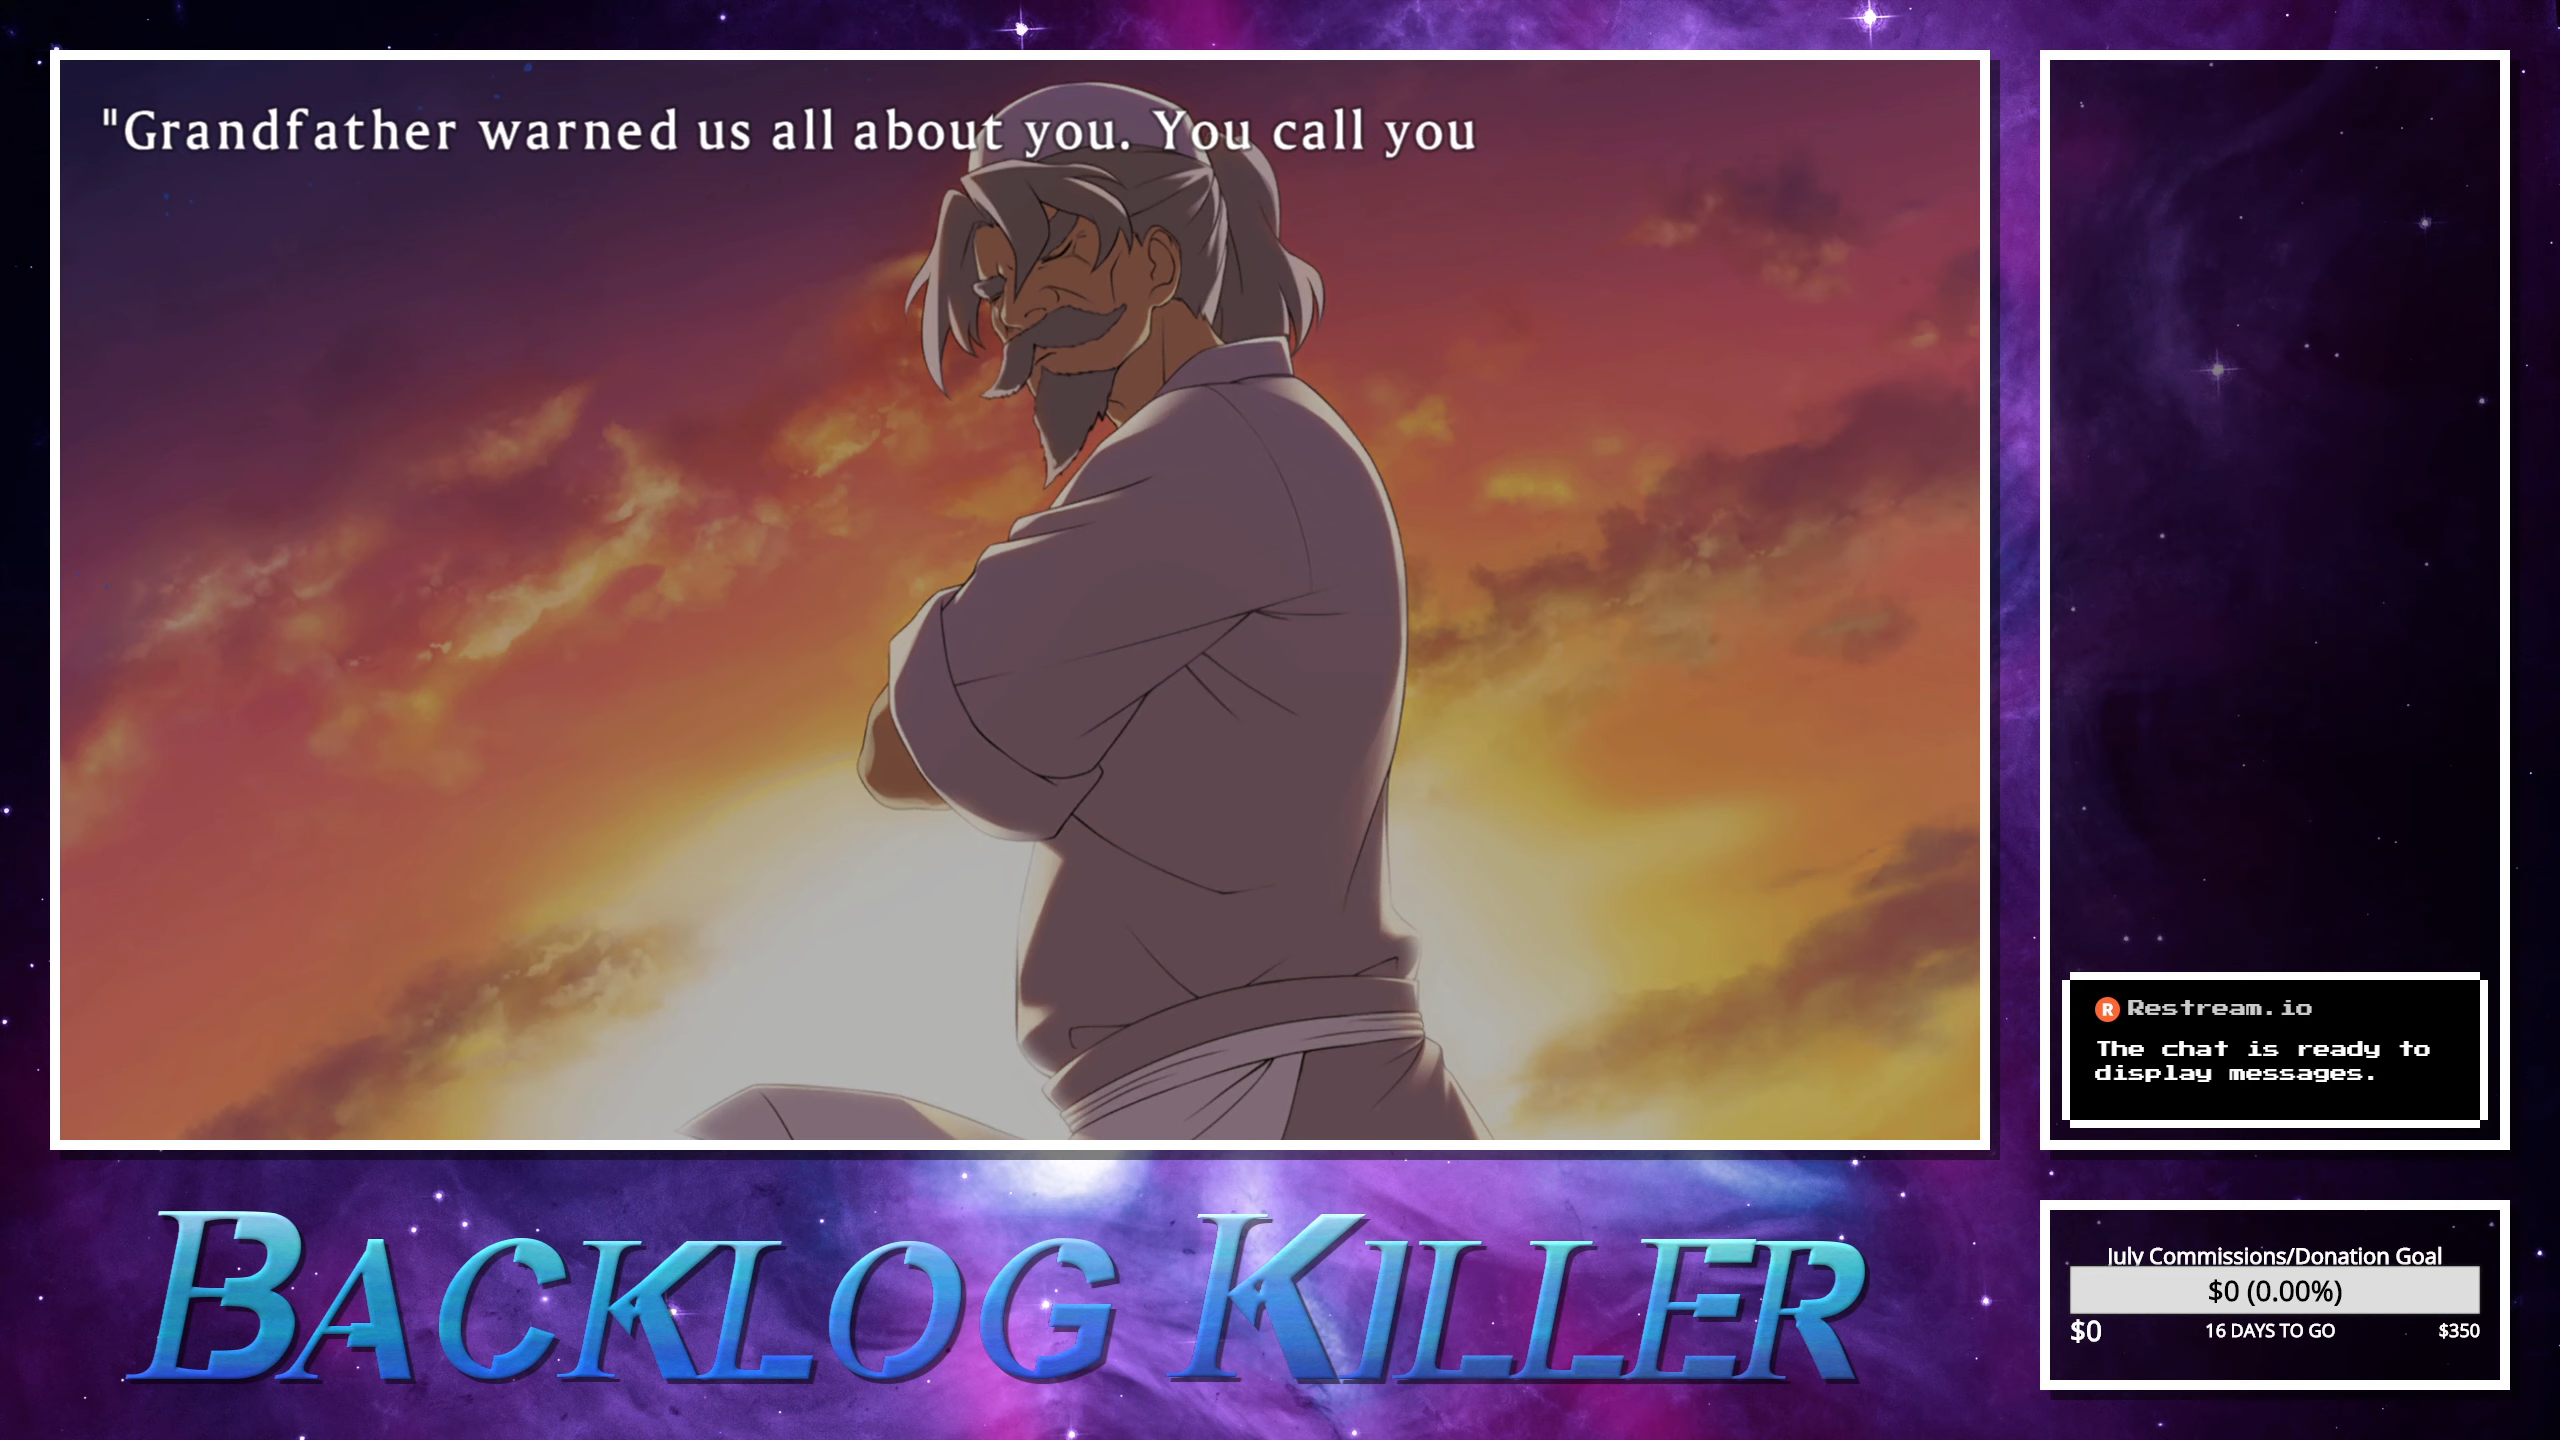 "Grandfather warned us all about you. You call you
R Restream.io
The chat is ready to
display messages.
BACKLOG KILLER
July Commissions/Donation Goal
$0 (0.00%)
$0 16 DAYS TO GO $350